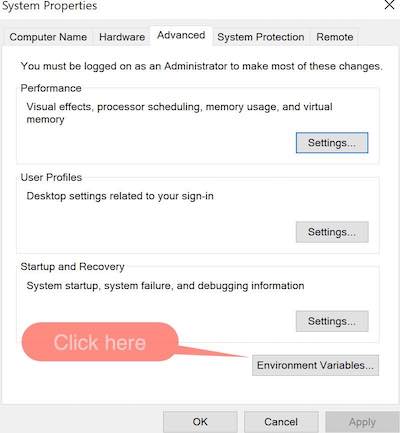 System Properties
Computer Name Hardware Advanced System Protection Remote
You must be logged on as an Administrator to make most of these changes.
Performance
Visual effects, processor scheduling, memory usage, and virtual
memory
Settings...
User Profiles
Desktop settings related to your sign-in
Settings...
Startup and Recovery
System startup, system failure, and debugging information
Settings...
Click here
Environment Variables...
OK Cancel Apply